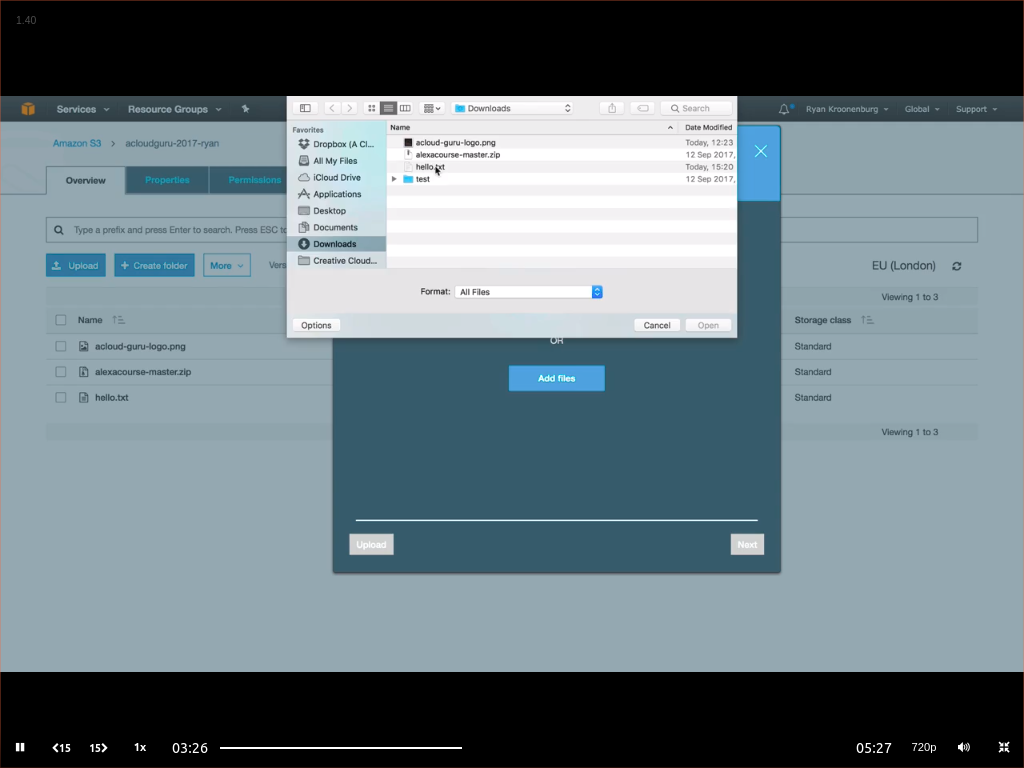 1.40
Services
Resource Groups
Ryan Kroonenburg
Global
Support
Downloads
Search
Amazon S3 > acloudguru-2017-ryan
Favorites
Dropbox (A Cl...
All My Files
iCloud Drive
Applications
Desktop
Documents
Downloads
Creative Cloud...
Name
Date Modified
acloud-guru-logo.png
Today, 12:23
alexacourse-master.zip
12 Sep 2017,
hello.txt
Today, 15:20
test
12 Sep 2017,
Overview
Properties
Permissions
Type a prefix and press Enter to search. Press ESC to
Upload
+ Create folder
More
Vers
EU (London)
Viewing 1 to 3
Format: All Files
Options
Cancel
Open
Name
Storage class
OR
acloud-guru-logo.png
Standard
alexacourse-master.zip
Standard
Add files
hello.txt
Standard
Viewing 1 to 3
Upload
Next
15
15
1x
03:26
05:27
720p